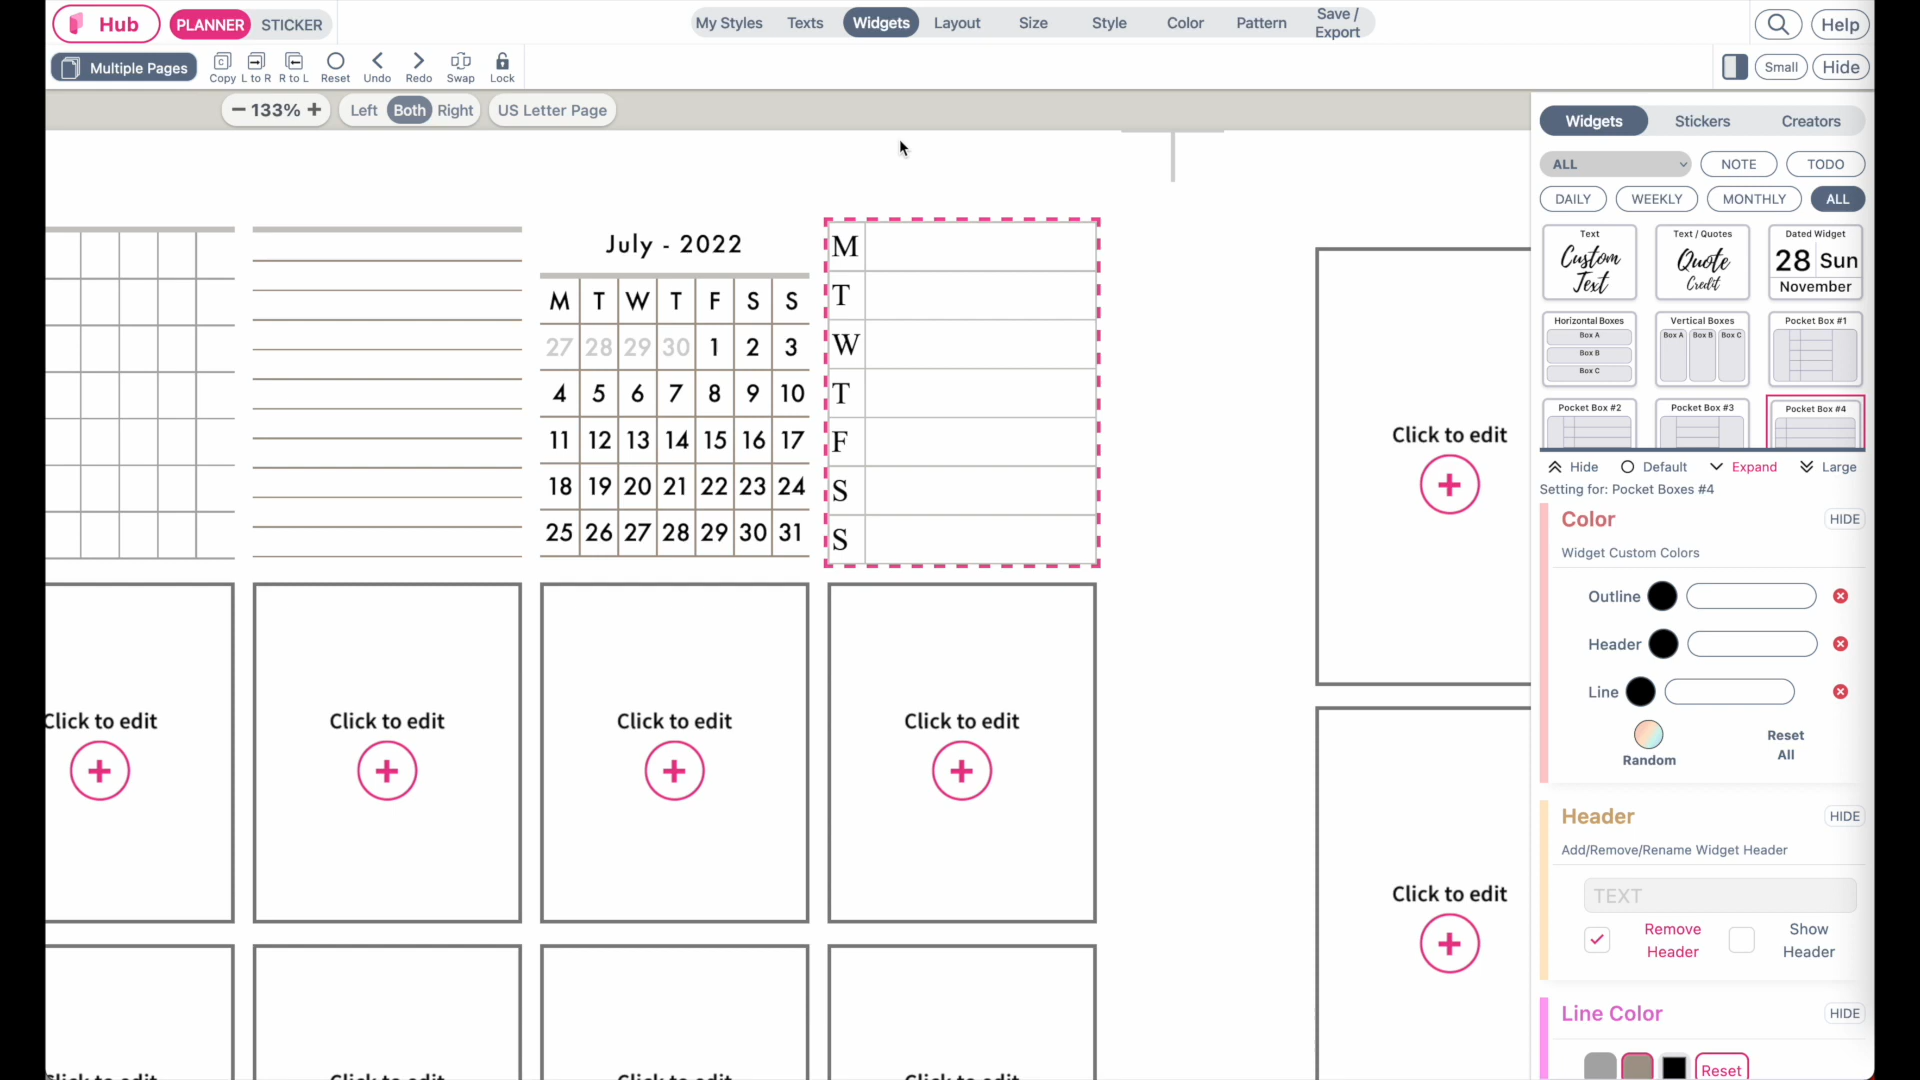 Hub PLANNER STICKER My Styles Texts Widgets Layout Size Style Color Pattern Save / Export Help
Multiple Pages Copy L to R R to L Reset Undo Redo Swap Lock Small Hide
− 133% + Left Both Right US Letter Page
Widgets Stickers Creators
ALL NOTE TODO
DAILY WEEKLY MONTHLY ALL
Text Text / Quotes Dated Widget
Custom Text Quote Credit 28 Sun November
Horizontal Boxes Vertical Boxes Pocket Box #1
Box A Box A Box B Box C
Box B
Box C
Pocket Box #2 Pocket Box #3 Pocket Box #4
Hide Default Expand Large
Setting for: Pocket Boxes #4
Color HIDE
Widget Custom Colors
Outline
Header
Line
Random Reset All
Header HIDE
Add/Remove/Rename Widget Header
TEXT
Remove Header Show Header
Line Color HIDE
Reset
July - 2022
M T W T F S S
27 28 29 30 1 2 3
4 5 6 7 8 9 10
11 12 13 14 15 16 17
18 19 20 21 22 23 24
25 26 27 28 29 30 31
M
T
W
T
F
S
S
Click to edit
Click to edit Click to edit Click to edit Click to edit
Click to edit